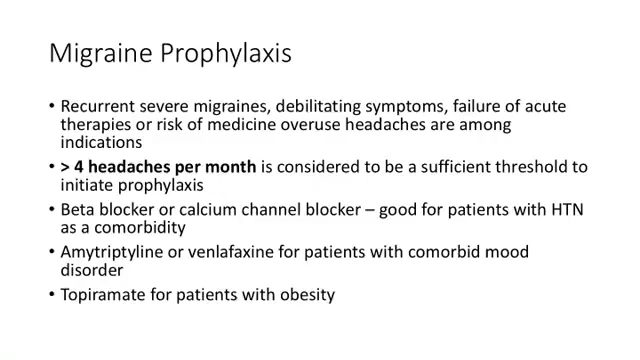 Migraine Prophylaxis
• Recurrent severe migraines, debilitating symptoms, failure of acute
therapies or risk of medicine overuse headaches are among
indications
• > 4 headaches per month is considered to be a sufficient threshold to
initiate prophylaxis
• Beta blocker or calcium channel blocker – good for patients with HTN
as a comorbidity
• Amytriptyline or venlafaxine for patients with comorbid mood
disorder
• Topiramate for patients with obesity